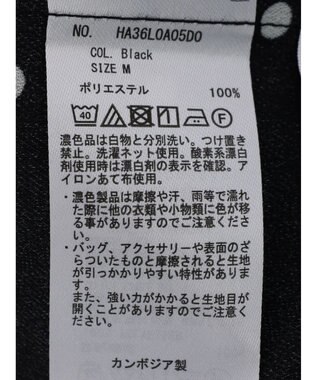 NO. HA36L0A05D0
COL. Black
SIZE M
ポリエステル 100%
40
濃色品は白物と分別洗い。つけ置き
禁止。洗濯ネット使用。酸素系漂白
剤使用時は漂白剤の表示を確認。ア
イロンあて布使用。
・濃色製品は摩擦や汗、雨等で濡れ
た際に他の衣類や小物類に色が移
る事がありますのでご注意くださ
い。
・バッグ、アクセサリーや表面のざ
らついたものと摩擦されると生地
が引っかかりやすい特性がありま
す。
また、強い力がかかると生地目が
開くことがありますのでご注意く
ださい。
カンボジア製